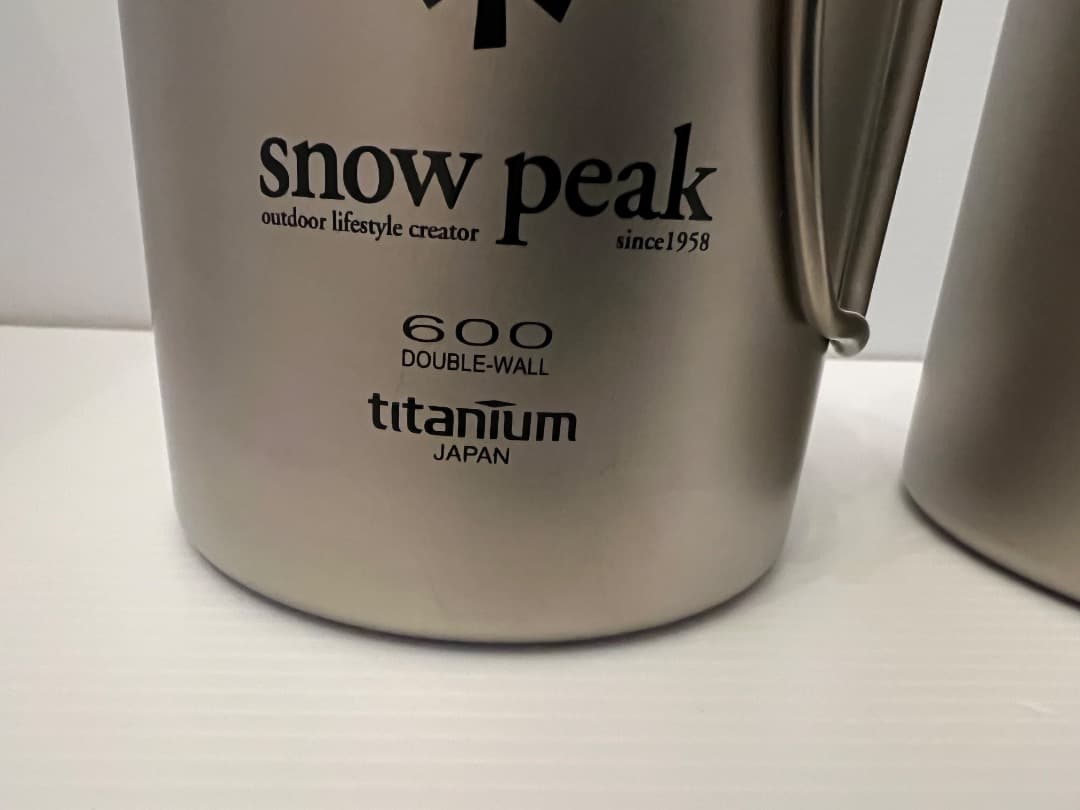 snow peak
outdoor lifestyle creator
since1958
600
DOUBLE-WALL
titanium
JAPAN